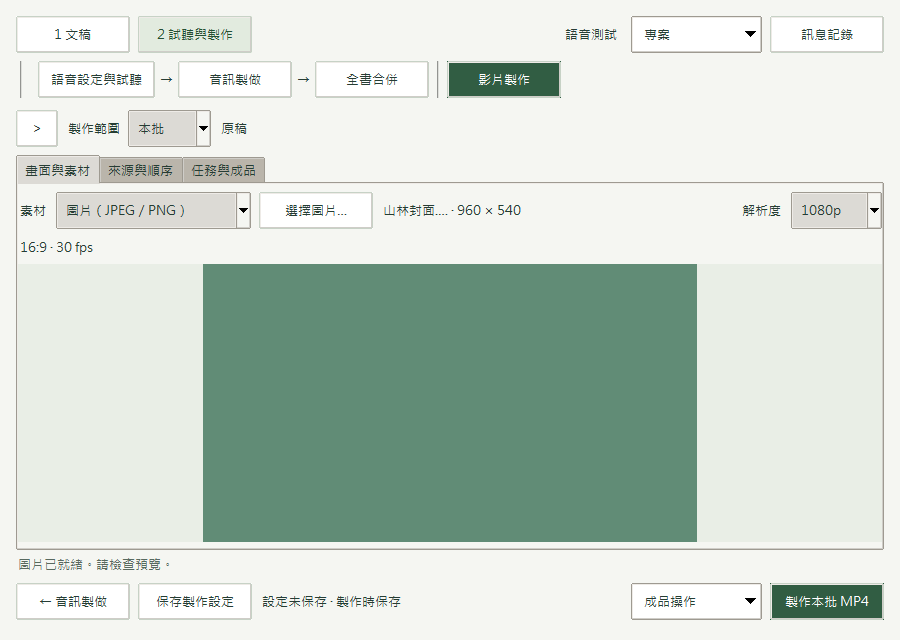 1 文稿
2 試聽與製作
語音測試
專案
訊息記錄
語音設定與試聽 → 音訊製做 → 全書合併
影片製作
>
製作範圍
本批
原稿
畫面與素材
來源與順序
任務與成品
素材
圖片 ( JPEG / PNG )
選擇圖片...
山林封面.... · 960 × 540
解析度
1080p
16:9 · 30 fps
圖片已就緒。請檢查預覽。
← 音訊製做
保存製作設定
設定未保存 · 製作時保存
成品操作
製作本批 MP4